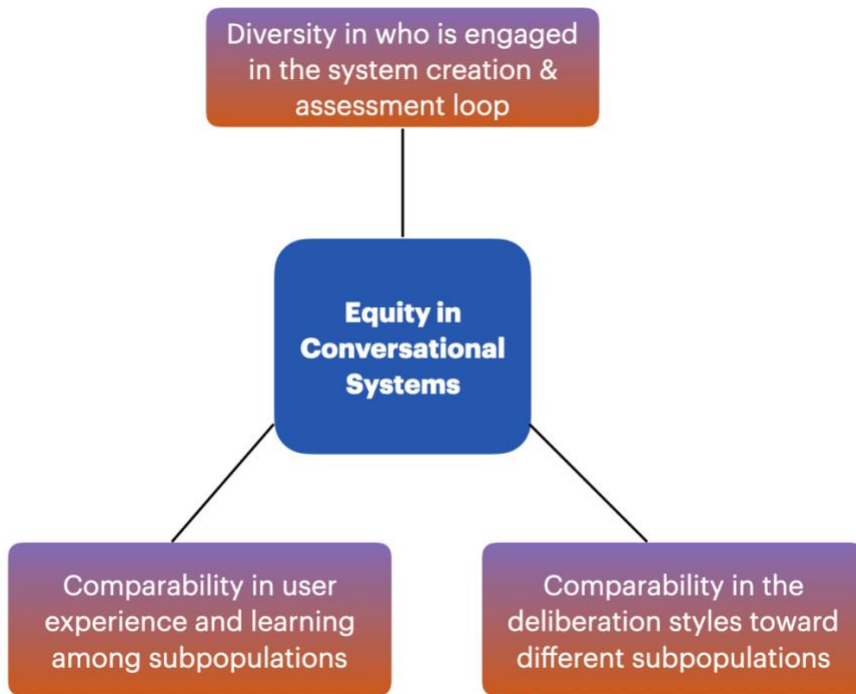 Diversity in who is engaged
in the system creation &
assessment loop
Equity in
Conversational
Systems
Comparability in user
experience and learning
among subpopulations
Comparability in the
deliberation styles toward
different subpopulations